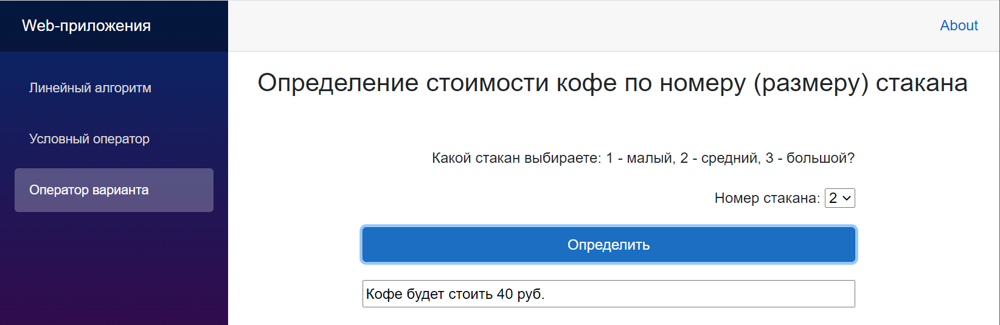 Web-приложения
About
Линейный алгоритм
Условный оператор
Оператор варианта
Определение стоимости кофе по номеру (размеру) стакана
Какой стакан выбираете: 1 - малый, 2 - средний, 3 - большой?
Номер стакана: 2
Определить
Кофе будет стоить 40 руб.